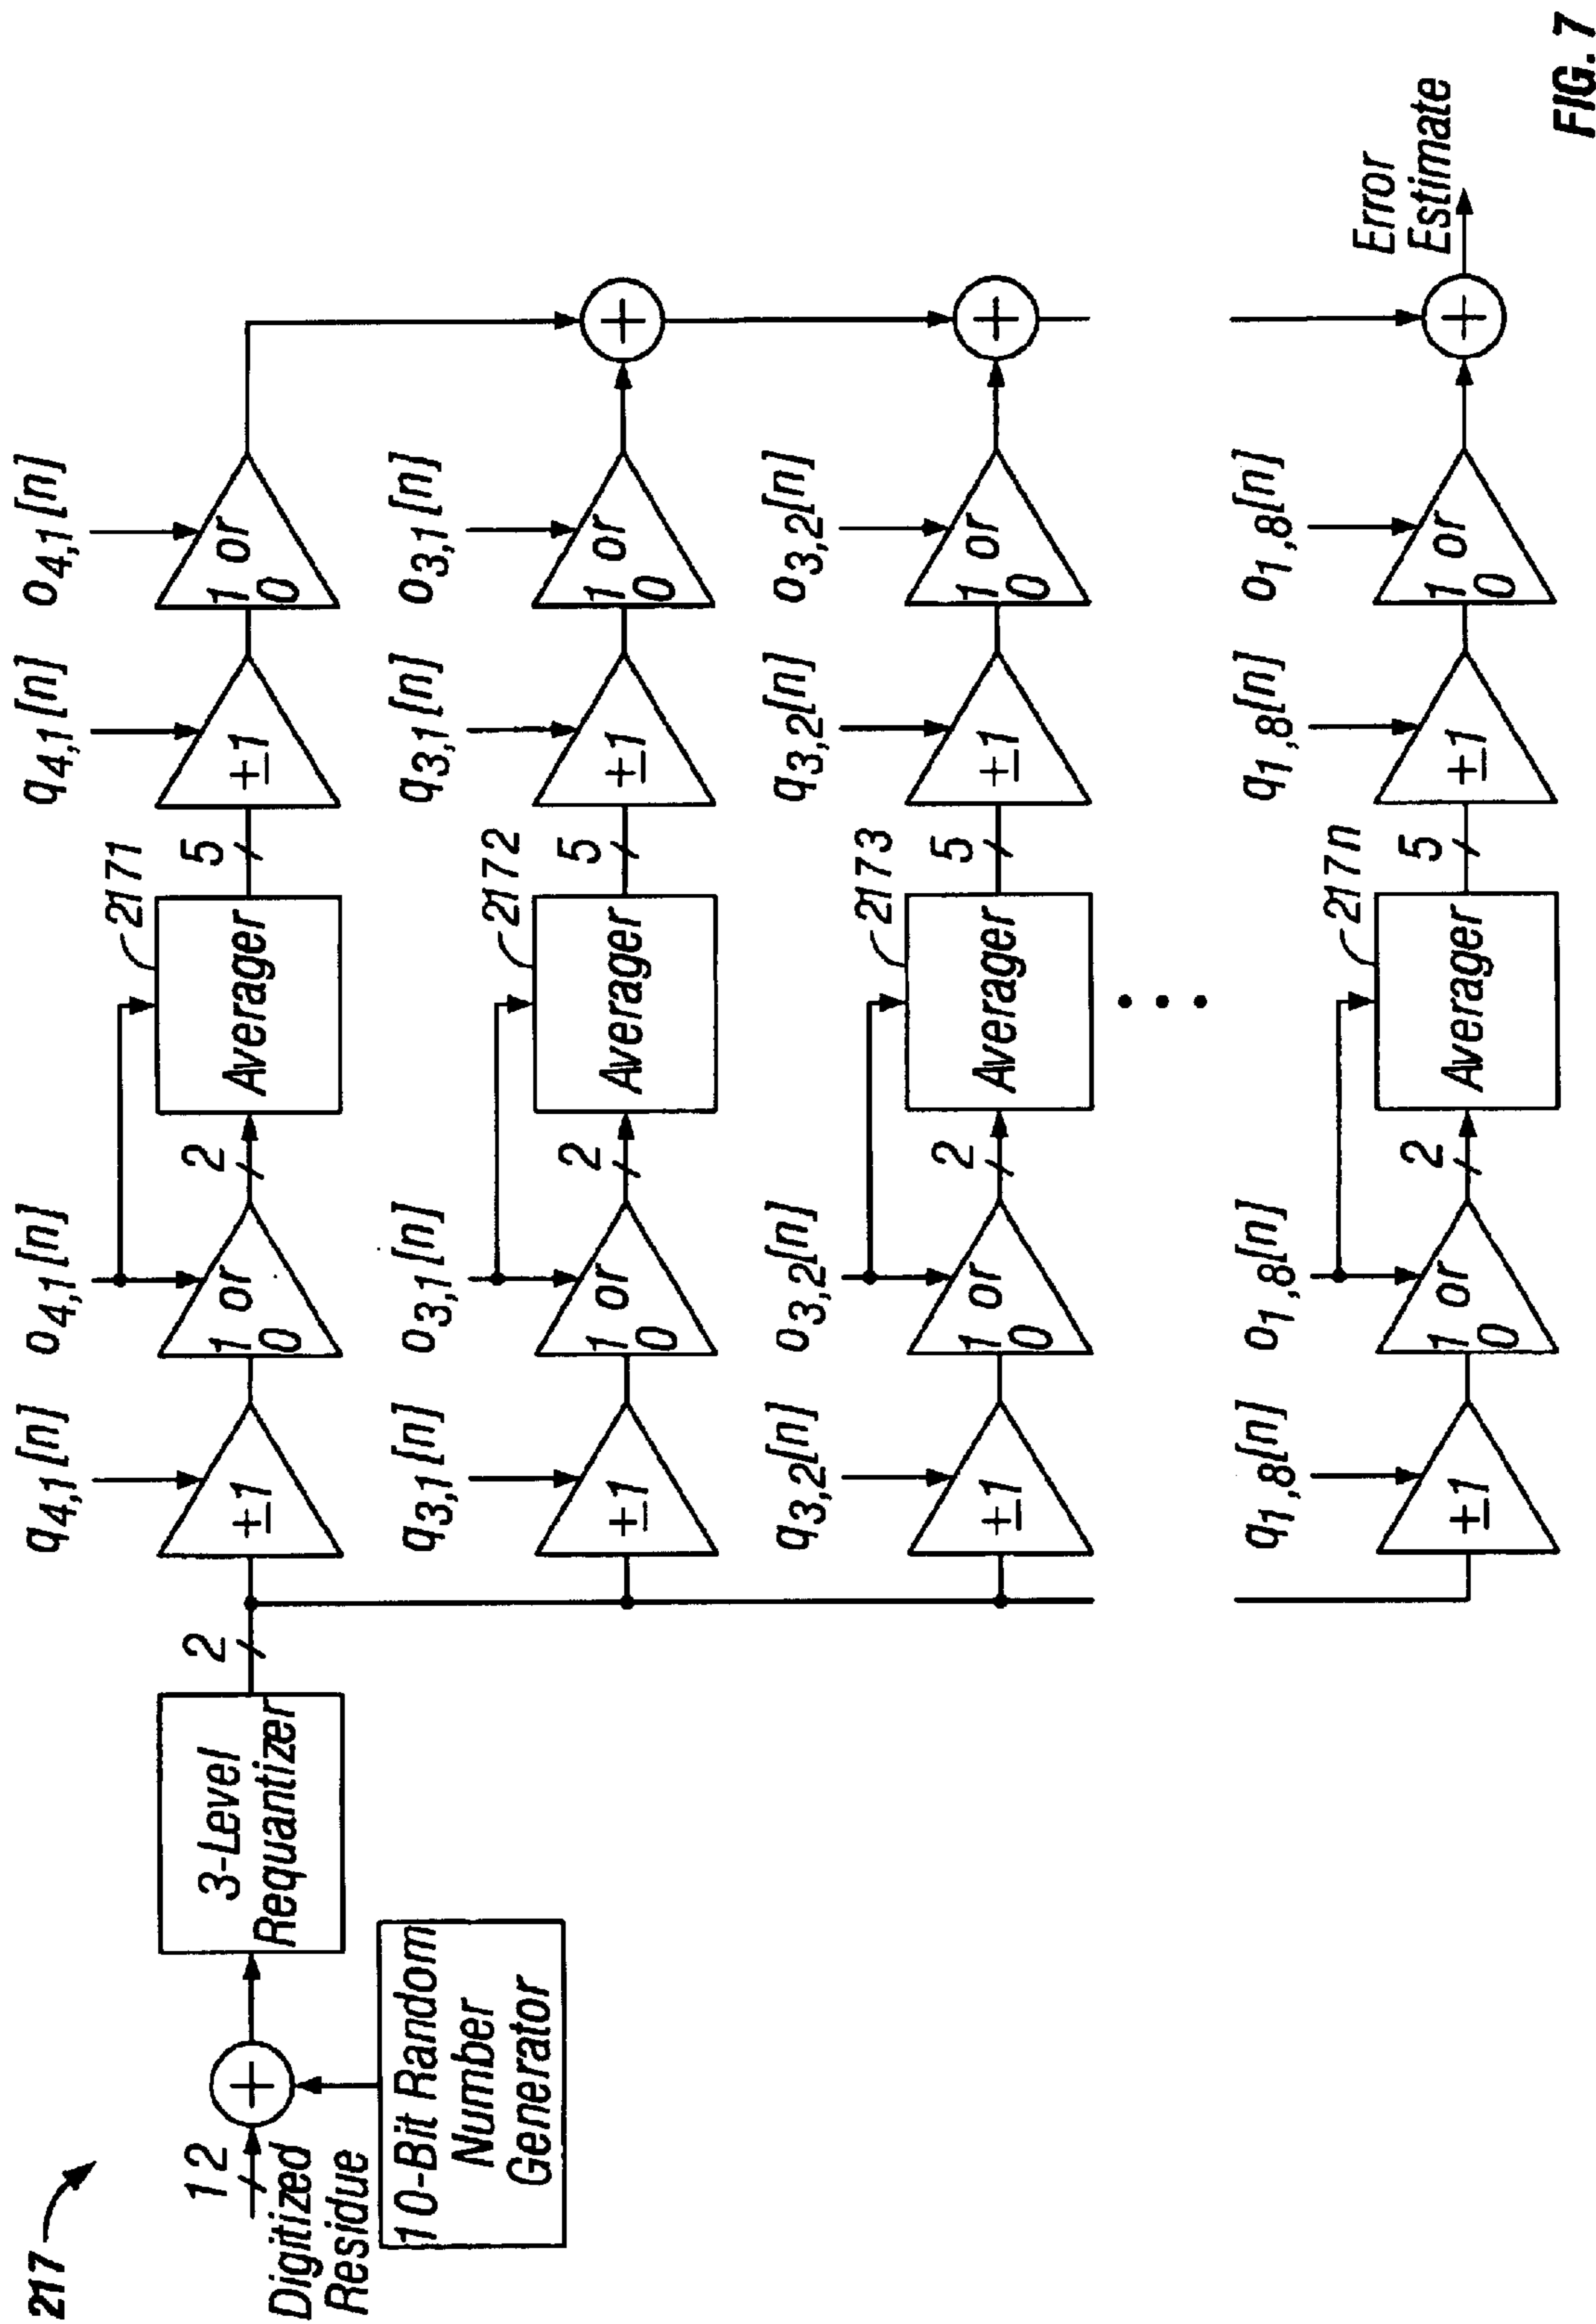 217
12
Digitized
Residue
10-Bit Random
Number
Generator
3-Level
Requantizer
2
q4,1[n]
o4,1[n]
q4,1[n]
o4,1[n]
±1
1 or
0
2
Averager
2171
5
±1
1 or
0
q3,1[n]
o3,1[n]
q3,1[n]
o3,1[n]
±1
1 or
0
2
Averager
2172
5
±1
1 or
0
+
q3,2[n]
o3,2[n]
q3,2[n]
o3,2[n]
±1
1 or
0
2
Averager
2173
5
±1
1 or
0
+
q1,8[n]
o1,8[n]
q1,8[n]
o1,8[n]
±1
1 or
0
2
Averager
217n
5
±1
1 or
0
+
+
Error
Estimate
FIG. 7